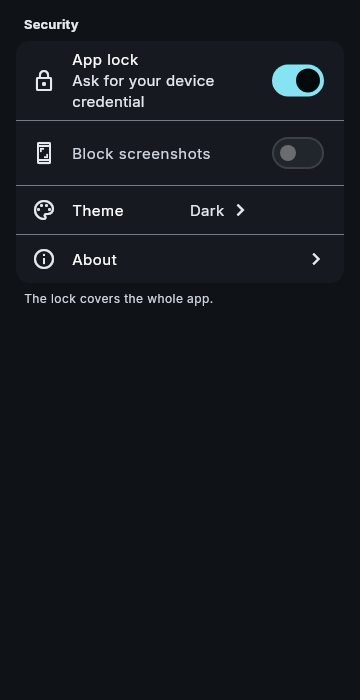 Security
App lock
Ask for your device
credential
Block screenshots
Theme Dark
About
The lock covers the whole app.